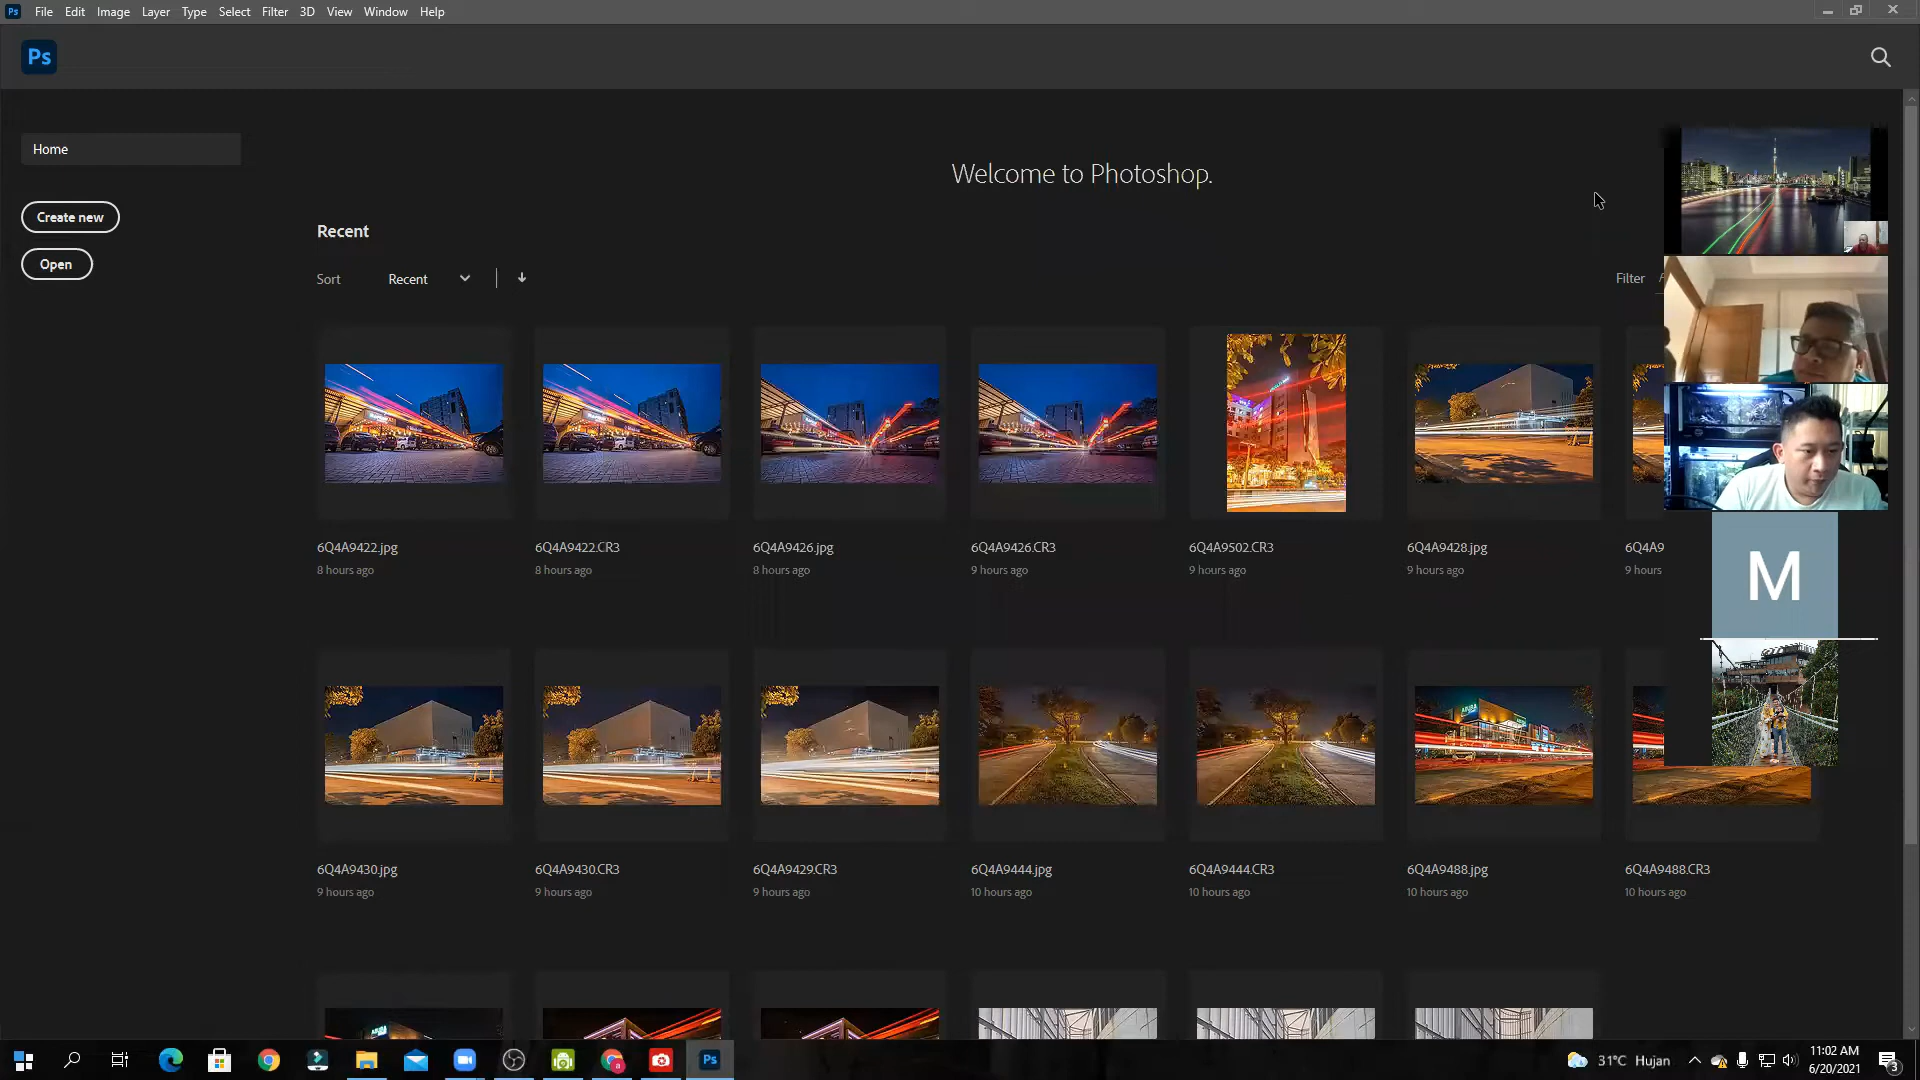 Ps File Edit Image Layer Type Select Filter 3D View Window Help
Ps
Home
Welcome to Photoshop.
Create new
Recent
Open
Sort Recent Filter
6Q4A9422.jpg 6Q4A9422.CR3 6Q4A9426.jpg 6Q4A9426.CR3 6Q4A9502.CR3 6Q4A9428.jpg 6Q4A9
8 hours ago 8 hours ago 8 hours ago 9 hours ago 9 hours ago 9 hours ago 9 hours
M
6Q4A9430.jpg 6Q4A9430.CR3 6Q4A9429.CR3 6Q4A9444.jpg 6Q4A9444.CR3 6Q4A9488.jpg 6Q4A9488.CR3
9 hours ago 9 hours ago 9 hours ago 10 hours ago 10 hours ago 10 hours ago 10 hours ago
Ps 31°C Hujan 11:02 AM
6/20/2021 3